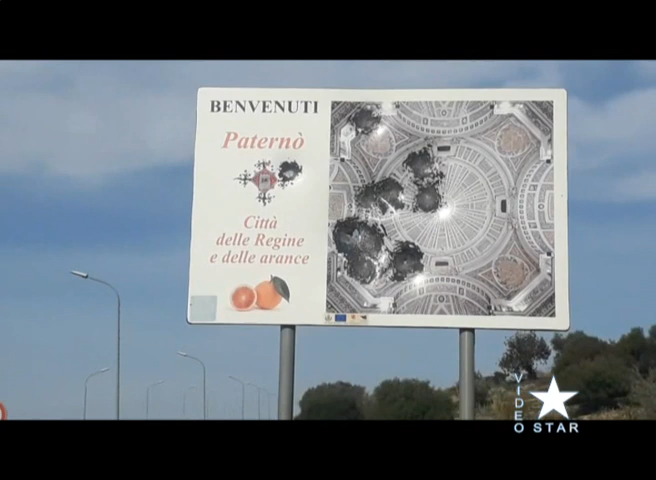 BENVENUTI
Paternò
Città
delle Regine
e delle arance
VIDEO STAR